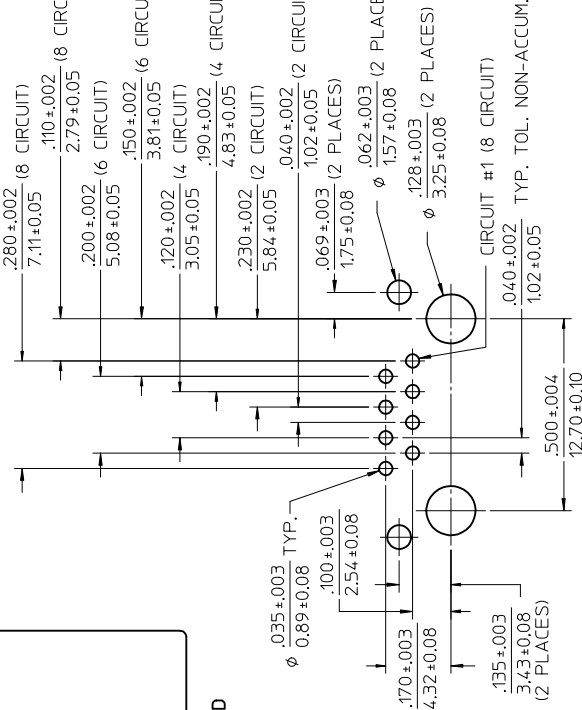 .280±.002 (8 CIRCUIT)
7.11±0.05
.110±.002 (8 CIRC
2.79±0.05
.200±.002 (6 CIRCUIT)
5.08±0.05
.150±.002 (6 CIRCU
3.81±0.05
.120±.002 (4 CIRCUIT)
3.05±0.05
.190±.002 (4 CIRCUI
4.83±0.05
.230±.002 (2 CIRCUIT)
5.84±0.05
.040±.002 (2 CIRCUI
1.02±0.05
.069±.003 (2 PLACES)
1.75±0.08
ø .062±.003 (2 PLACE
1.57±0.08
ø .128±.003 (2 PLACES)
3.25±0.08
CIRCUIT #1 (8 CIRCUIT)
.040±.002 TYP. TOL. NON-ACCUM.
1.02±0.05
.500±.004
12.70±0.10
ø .035±.003 TYP.
0.89±0.08
.100±.003
2.54±0.08
.170±.003
4.32±0.08
.135±.003
3.43±0.08
(2 PLACES)
D